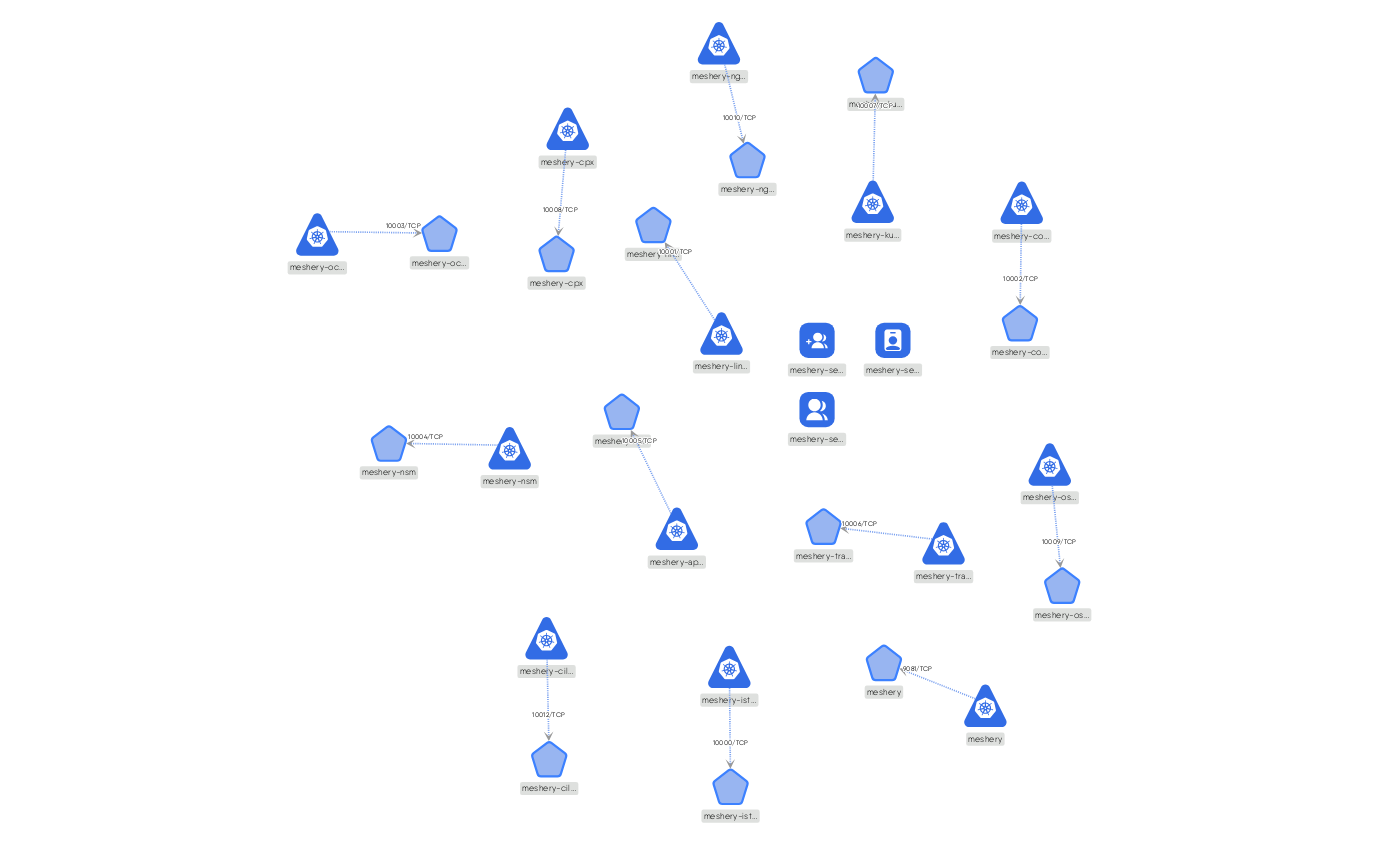 meshery-ng...
10010/TCP
meshery-ng...
10007/TCP
meshery-ku...
meshery-cpx
10008/TCP
meshery-cpx
10003/TCP
meshery-oc...
meshery-oc...
10001/TCP
meshery-lin...
meshery-co...
10002/TCP
meshery-co...
meshery-se...
meshery-se...
meshery-se...
10004/TCP
meshery-nsm
meshery-nsm
10005/TCP
meshery-ap...
10006/TCP
meshery-tra...
meshery-tra...
meshery-os...
10009/TCP
meshery-os...
meshery-cil...
10012/TCP
meshery-cil...
meshery-ist...
10000/TCP
meshery-ist...
9081/TCP
meshery
meshery